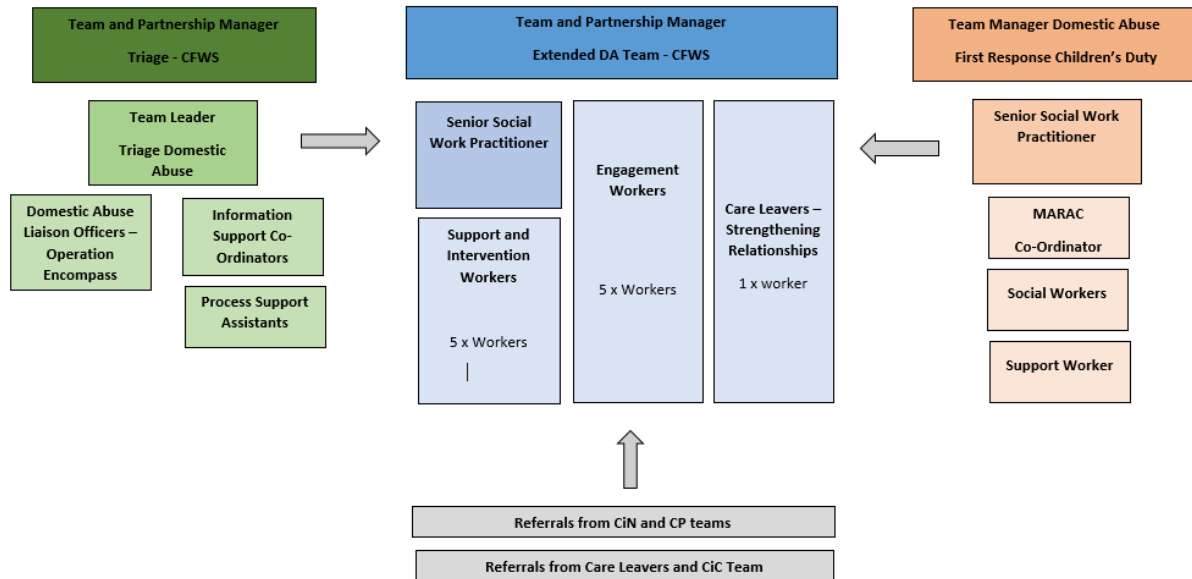 Team and Partnership Manager
Triage - CFWS
Team Leader
Triage Domestic
Abuse
Domestic Abuse
Liaison Officers –
Operation
Encompass
Information
Support Co-
Ordinators
Process Support
Assistants
Team and Partnership Manager
Extended DA Team - CFWS
Senior Social
Work Practitioner
Support and
Intervention
Workers
5 x Workers
Engagement
Workers
5 x Workers
Care Leavers –
Strengthening
Relationships
1 x worker
Team Manager Domestic Abuse
First Response Children’s Duty
Senior Social Work
Practitioner
MARAC
Co-Ordinator
Social Workers
Support Worker
Referrals from CiN and CP teams
Referrals from Care Leavers and CiC Team